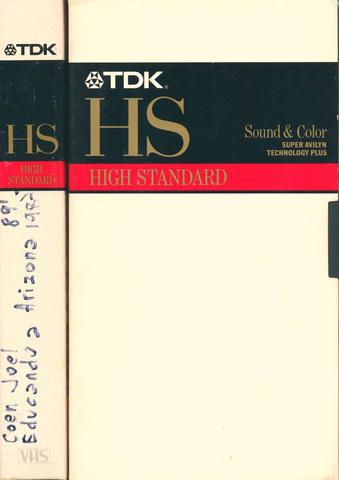 TDK
HS
HIGH
STANDARD
Coen Joel 89'
Educando a Arizona 1987
VHS
TDK®
HS
Sound & Color
SUPER AVILYN
TECHNOLOGY PLUS
HIGH STANDARD